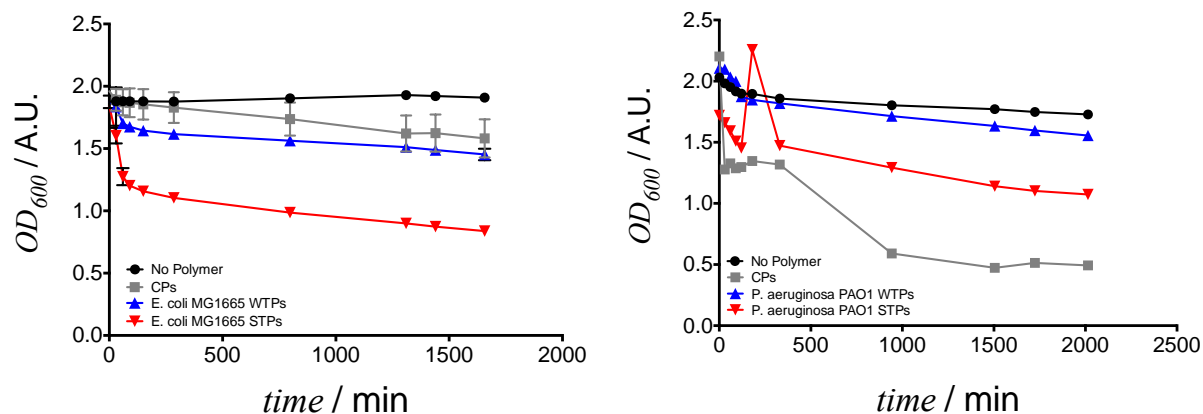 2.5
2.0
1.5
1.0
0.5
0.0
OD600 / A.U.
No Polymer
CPs
E. coli MG1665 WTPs
E. coli MG1665 STPs
0 500 1000 1500 2000
time / min
2.5
2.0
1.5
1.0
0.5
0.0
OD600 / A.U.
No Polymer
CPs
P. aeruginosa PAO1 WTPs
P. aeruginosa PAO1 STPs
0 500 1000 1500 2000 2500
time / min